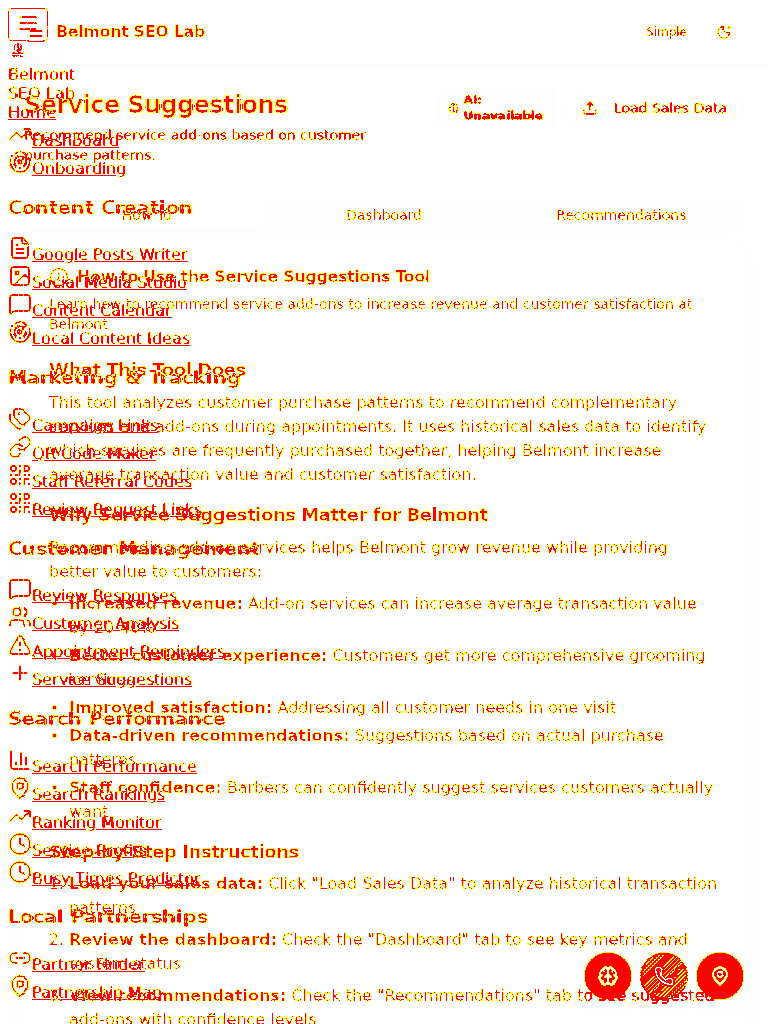 Belmont SEO Lab
Simple
Belmont
SEO Lab
Home
Dashboard
Onboarding
Content Creation
Google Posts Writer
Social Media Studio
Content Calendar
Local Content Ideas
Marketing & Tracking
Campaign Links
QR Code Maker
Staff Referral Codes
Review Request Links
Customer Management
Review Responses
Customer Analysis
Appointment Reminders
Service Suggestions
Search Performance
Search Performance
Search Rankings
Ranking Monitor
Service Profits
Busy Times Predictor
Local Partnerships
Partner Finder
Partnership Map
Service Suggestions
Recommend service add-ons based on customer
purchase patterns.
AI:
Unavailable
Load Sales Data
How To
Dashboard
Recommendations
How to Use the Service Suggestions Tool
Learn how to recommend service add-ons to increase revenue and customer satisfaction at
Belmont
What This Tool Does
This tool analyzes customer purchase patterns to recommend complementary
add-ons during appointments. It uses historical sales data to identify
which services are frequently purchased together, helping Belmont increase
average transaction value and customer satisfaction.
Why Service Suggestions Matter for Belmont
Recommending add-on services helps Belmont grow revenue while providing
better value to customers:
• Increased revenue: Add-on services can increase average transaction value
by
• Better customer experience: Customers get more comprehensive grooming
• Improved satisfaction: Addressing all customer needs in one visit
• Data-driven recommendations: Suggestions based on actual purchase
patterns
• Staff confidence: Barbers can confidently suggest services customers actually
want
Step-by-Step Instructions
1. Load your sales data: Click "Load Sales Data" to analyze historical transaction
patterns
2. Review the dashboard: Check the "Dashboard" tab to see key metrics and
system status
3. View recommendations: Check the "Recommendations" tab to see suggested
add-ons with confidence levels